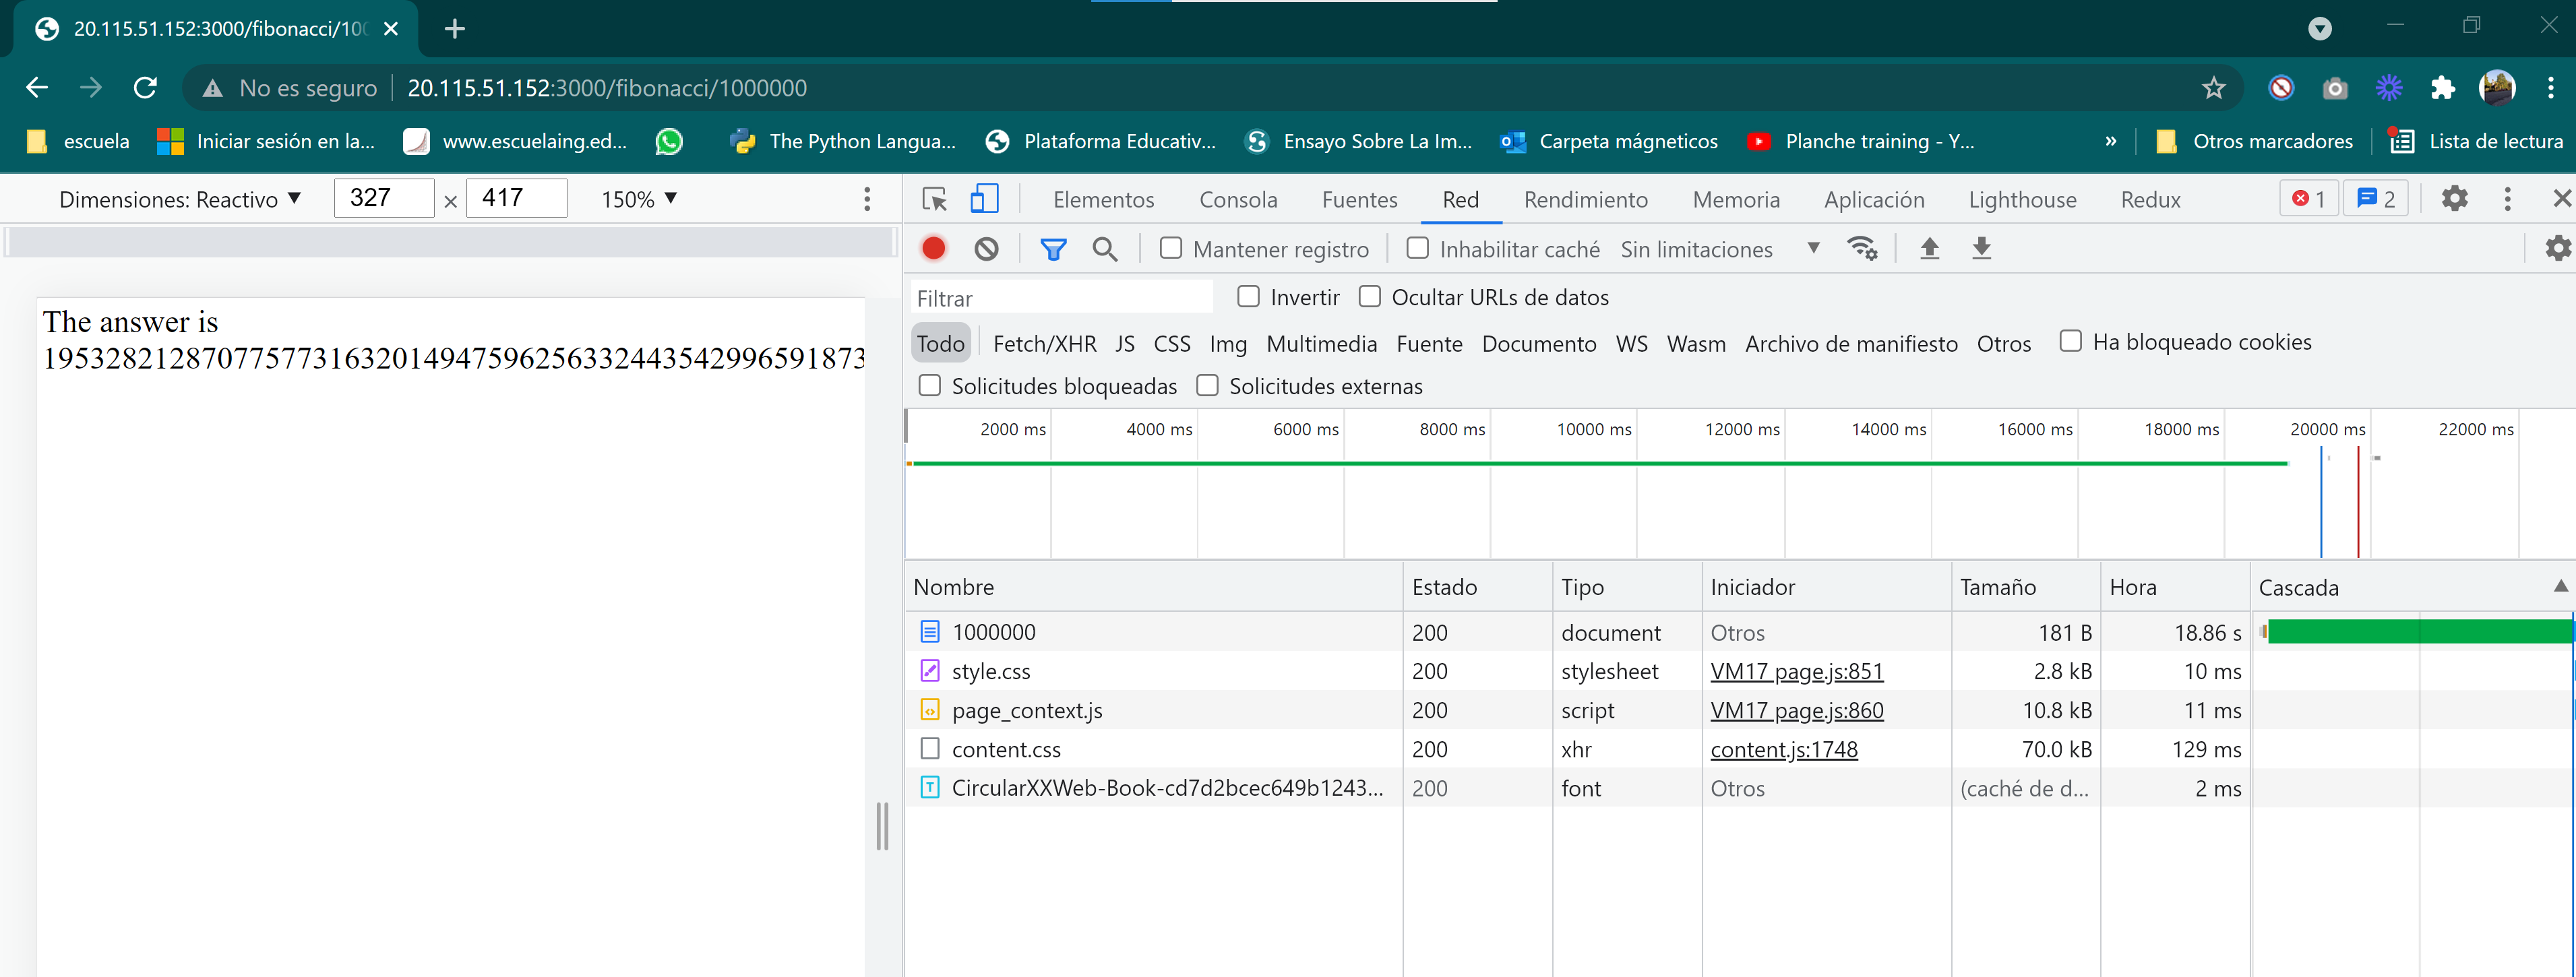 20.115.51.152:3000/fibonacci/100
No es seguro 20.115.51.152:3000/fibonacci/1000000
escuela Iniciar sesión en la... www.escuelaing.ed... The Python Langua... Plataforma Educativ... Ensayo Sobre La Im... Carpeta mágneticos Planche training - Y... » Otros marcadores Lista de lectura
Dimensiones: Reactivo ▼ 327 × 417 150% ▼
Elementos Consola Fuentes Red Rendimiento Memoria Aplicación Lighthouse Redux 1 2
Mantener registro Inhabilitar caché Sin limitaciones ▼
Filtrar Invertir Ocultar URLs de datos
Todo Fetch/XHR JS CSS Img Multimedia Fuente Documento WS Wasm Archivo de manifiesto Otros Ha bloqueado cookies
Solicitudes bloqueadas Solicitudes externas
The answer is
1953282128707757731632014947596256332443542996591873
2000 ms 4000 ms 6000 ms 8000 ms 10000 ms 12000 ms 14000 ms 16000 ms 18000 ms 20000 ms 22000 ms
Nombre Estado Tipo Iniciador Tamaño Hora Cascada
1000000 200 document Otros 181 B 18.86 s
style.css 200 stylesheet VM17 page.js:851 2.8 kB 10 ms
page_context.js 200 script VM17 page.js:860 10.8 kB 11 ms
content.css 200 xhr content.js:1748 70.0 kB 129 ms
CircularXXWeb-Book-cd7d2bcec649b1243... 200 font Otros (caché de d... 2 ms